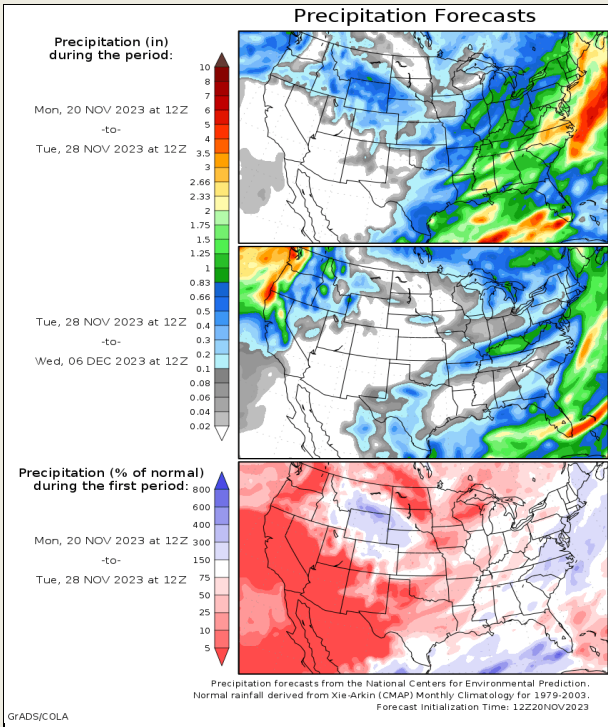 Precipitation Forecasts
Precipitation (in)
during the period:
Mon, 20 NOV 2023 at 12Z
-to-
Tue, 28 NOV 2023 at 12Z
10
8
7
6
5
4
3.5
3
2.66
2.33
2
1.75
1.5
1.25
1
0.83
0.66
0.5
0.4
0.3
0.2
0.1
0.08
0.06
0.04
0.02
Tue, 28 NOV 2023 at 12Z
-to-
Wed, 06 DEC 2023 at 12Z
Precipitation (% of normal)
during the first period:
Mon, 20 NOV 2023 at 12Z
-to-
Tue, 28 NOV 2023 at 12Z
800
600
400
300
150
75
50
25
10
5
Precipitation forecasts from the National Centers for Environmental Prediction.
Normal rainfall derived from Xie-Arkin (CMAP) Monthly Climatology for 1979-2003.
Forecast Initialization Time: 12Z20NOV2023
GrADS/COLA